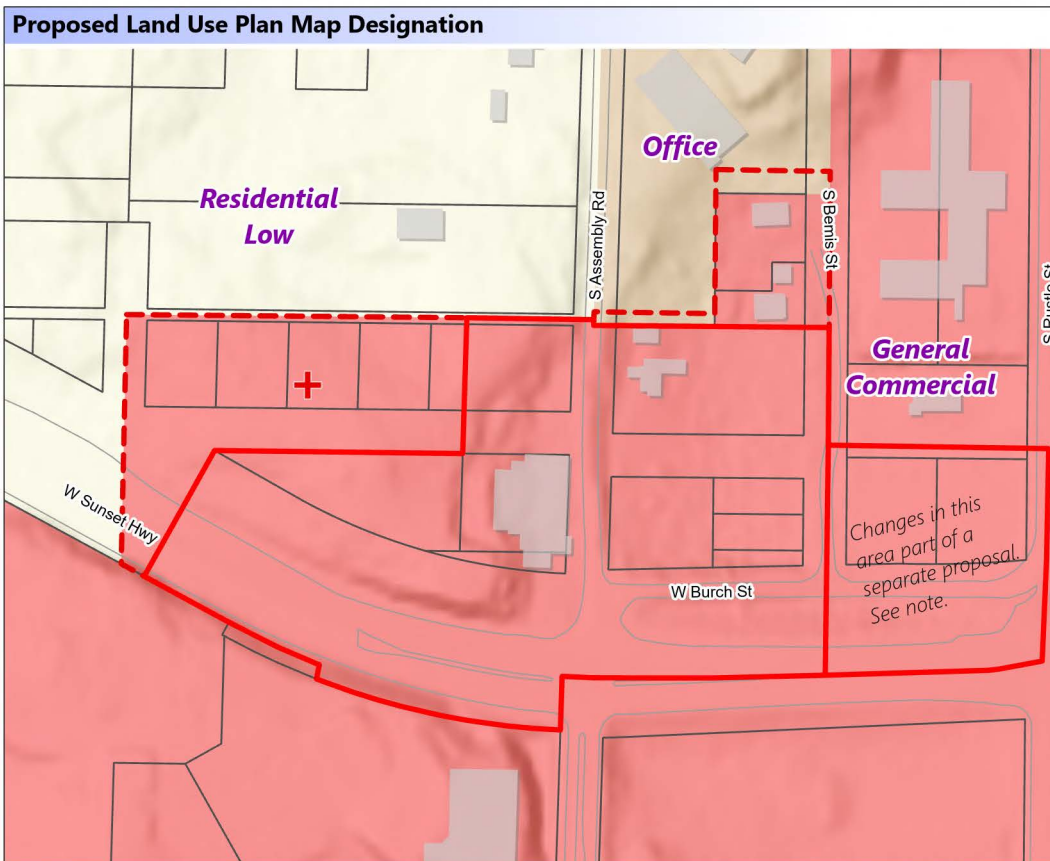 Proposed Land Use Plan Map Designation
Office
Residential
Low
S Assembly Rd
S Bemis St
S Rustle St
General
Commercial
W Sunset Hwy
Changes in this
area part of a
separate proposal.
See note.
W Burch St